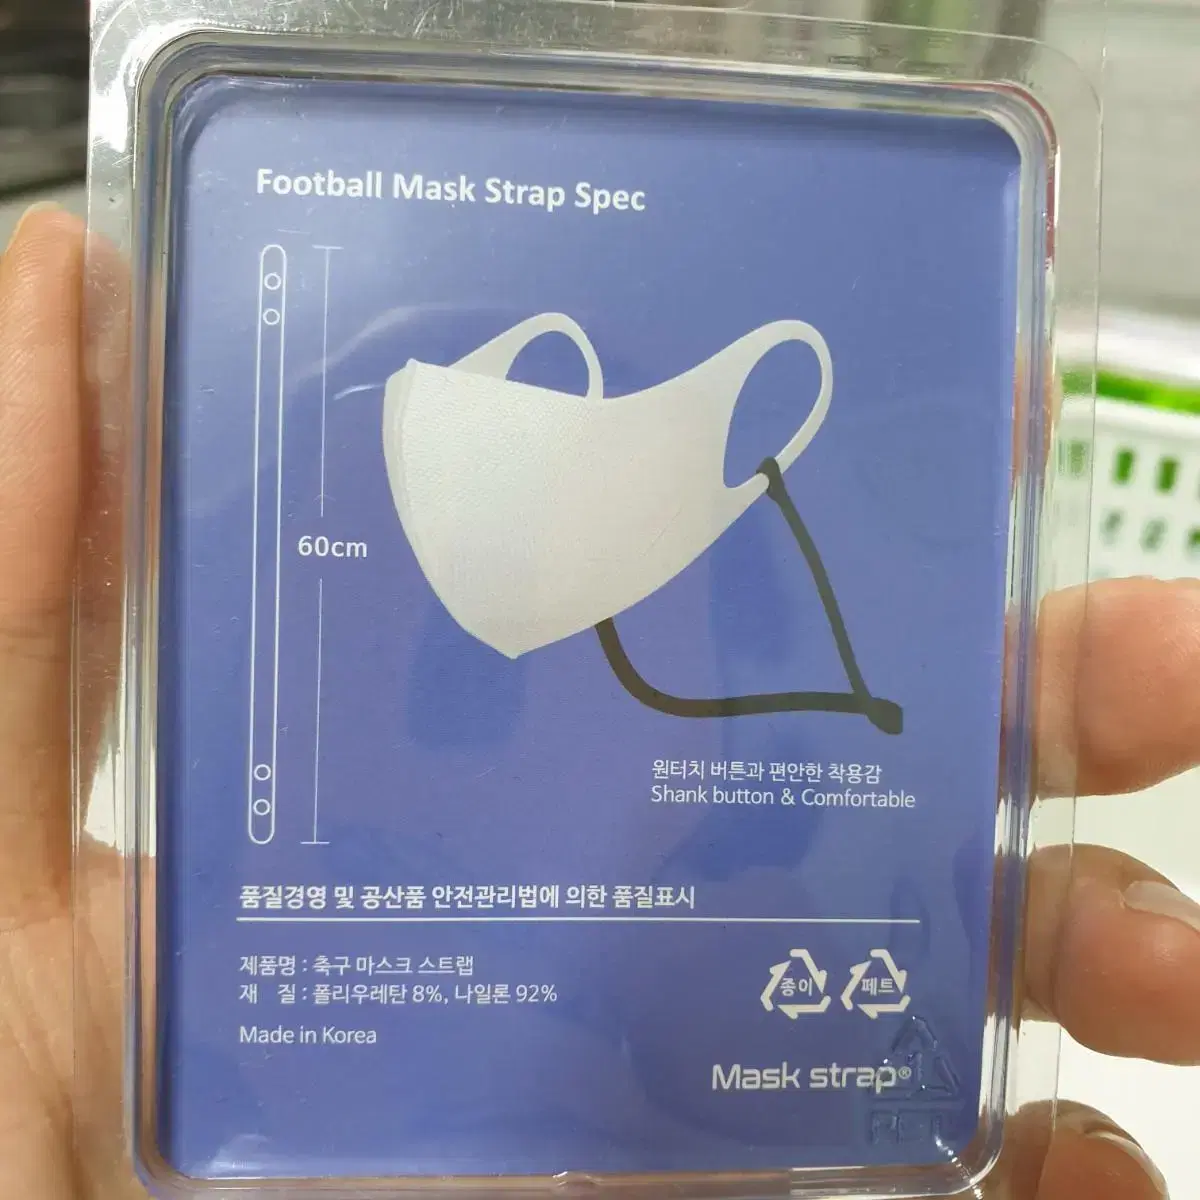 Football Mask Strap Spec
60cm
원터치 버튼과 편안한 착용감
Shank button & Comfortable
품질경영 및 공산품 안전관리법에 의한 품질표시
제품명 : 축구 마스크 스트랩
재 질 : 폴리우레탄 8%, 나일론 92%
종이 페트
Made in Korea
Mask strap®